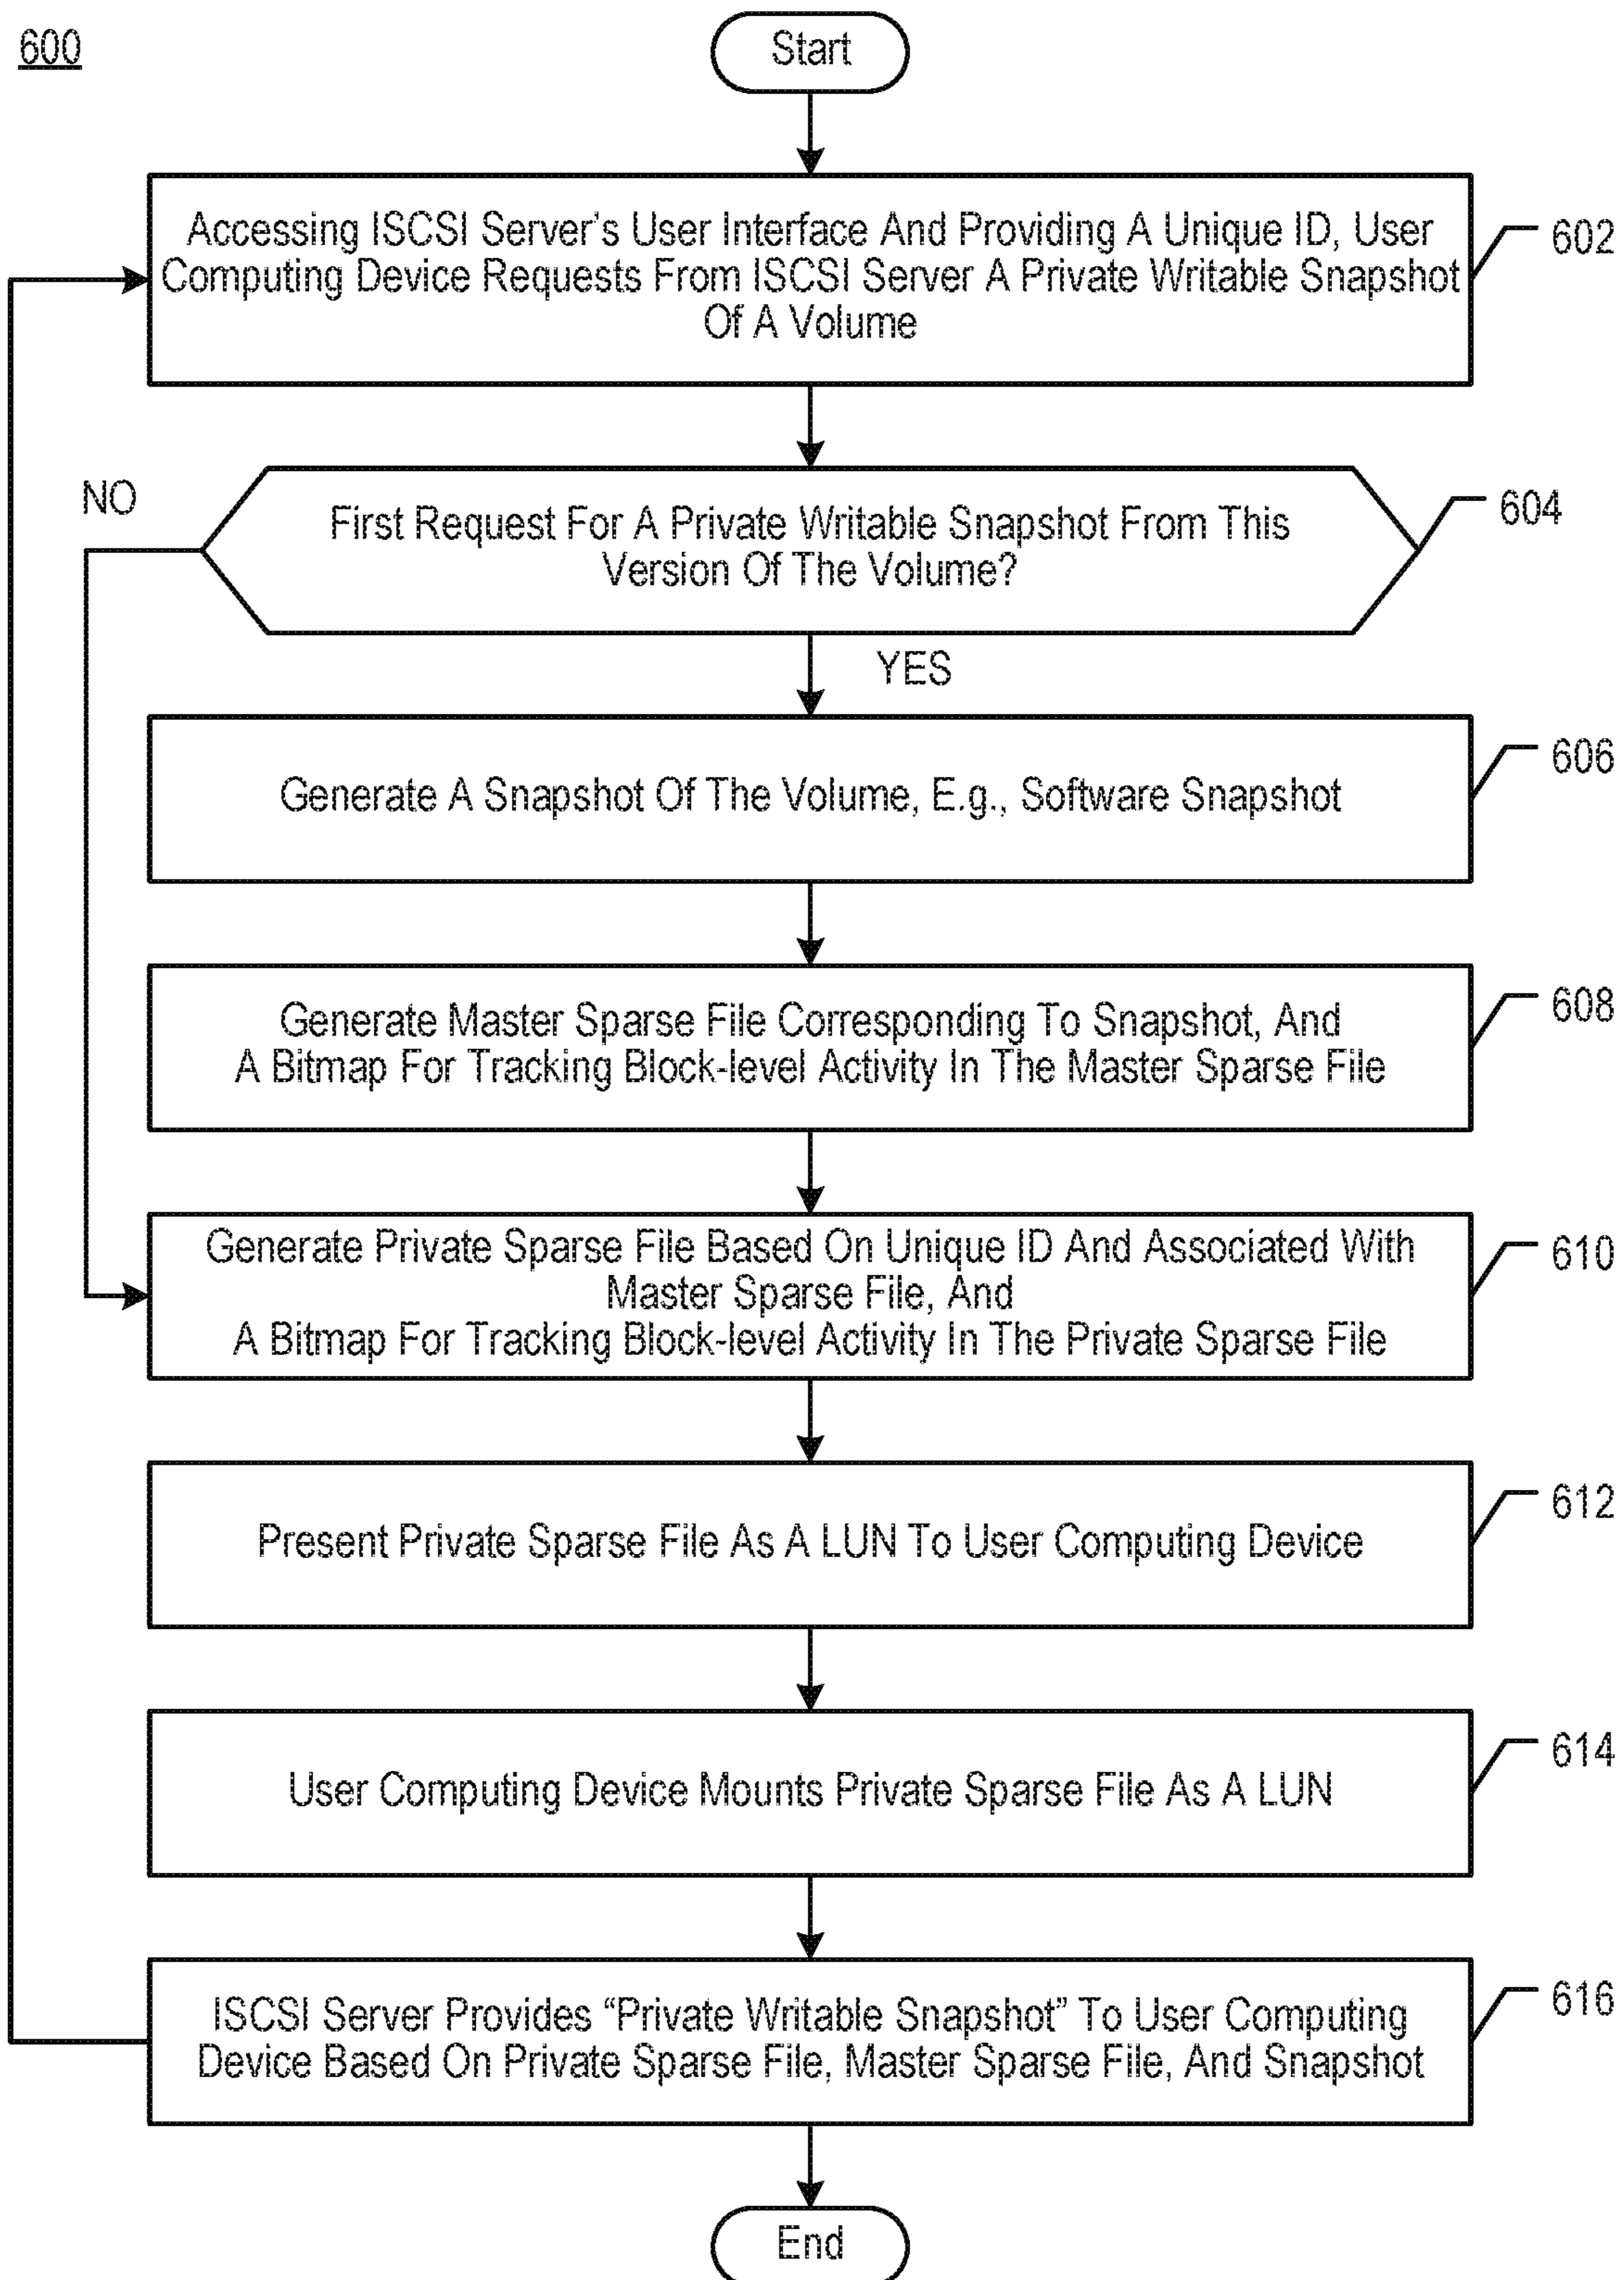 600
Start
Accessing ISCSI Server's User Interface And Providing A Unique ID, User
Computing Device Requests From ISCSI Server A Private Writable Snapshot
Of A Volume
602
NO
First Request For A Private Writable Snapshot From This
Version Of The Volume?
604
YES
Generate A Snapshot Of The Volume, E.g., Software Snapshot
606
Generate Master Sparse File Corresponding To Snapshot, And
A Bitmap For Tracking Block-level Activity In The Master Sparse File
608
Generate Private Sparse File Based On Unique ID And Associated With
Master Sparse File, And
A Bitmap For Tracking Block-level Activity In The Private Sparse File
610
Present Private Sparse File As A LUN To User Computing Device
612
User Computing Device Mounts Private Sparse File As A LUN
614
ISCSI Server Provides “Private Writable Snapshot” To User Computing
Device Based On Private Sparse File, Master Sparse File, And Snapshot
616
End